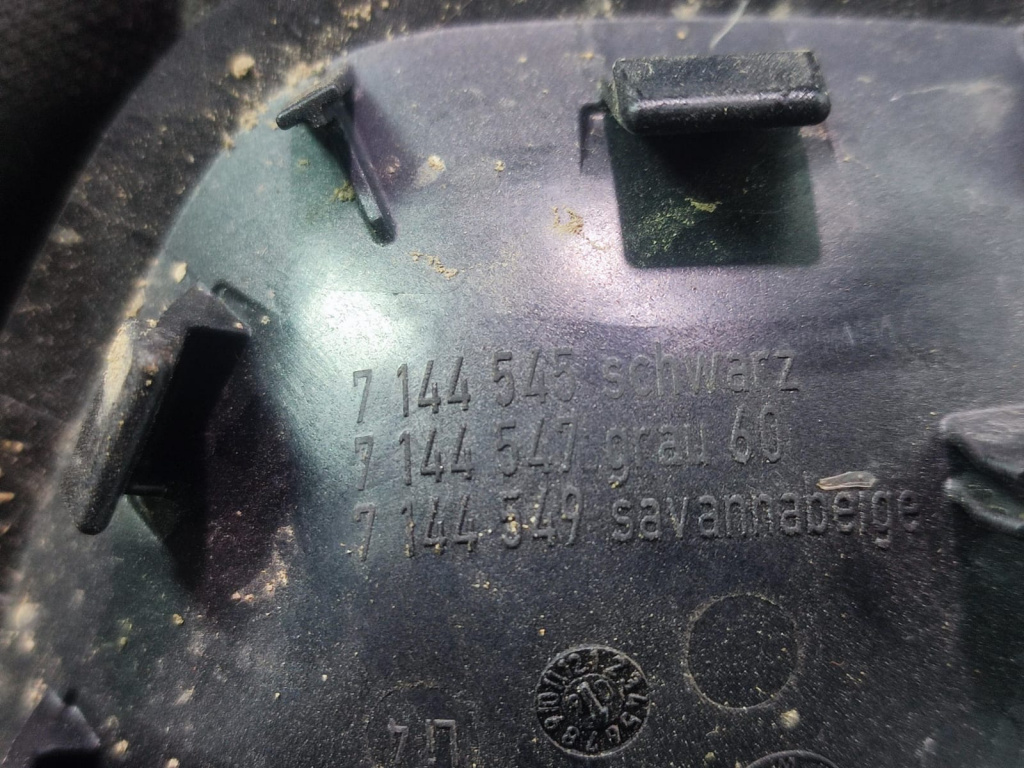 7 144 545 schwarz
7 144 547 grau 60
7 144 549 savannabeige